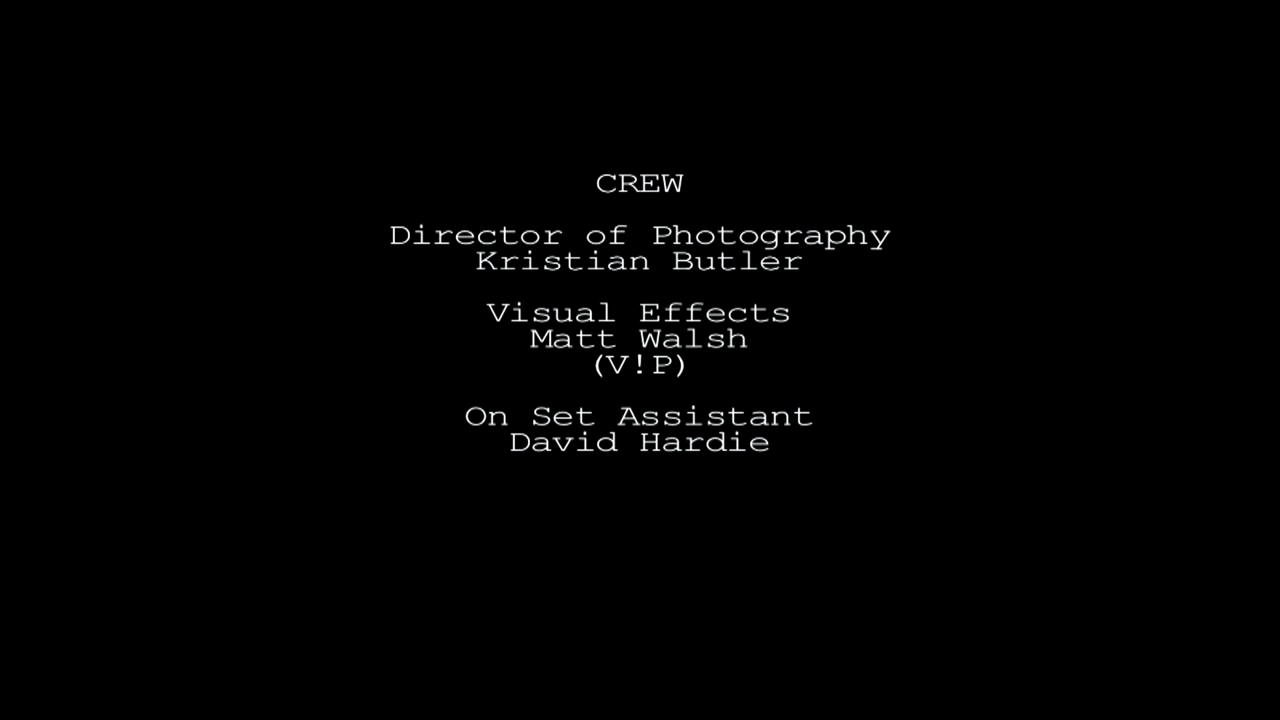 CREW
Director of Photography
Kristian Butler
Visual Effects
Matt Walsh
(V!P)
On Set Assistant
David Hardie